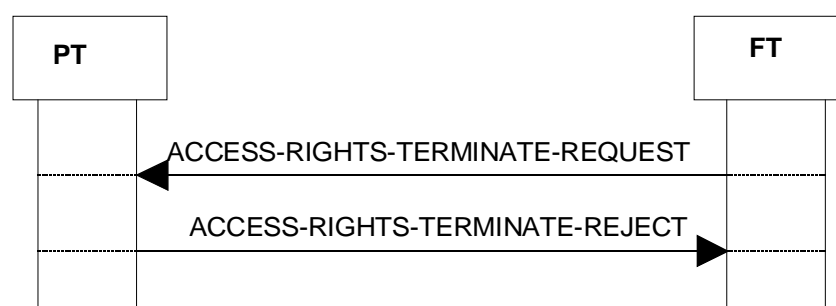 PT
FT
ACCESS-RIGHTS-TERMINATE-REQUEST
ACCESS-RIGHTS-TERMINATE-REJECT